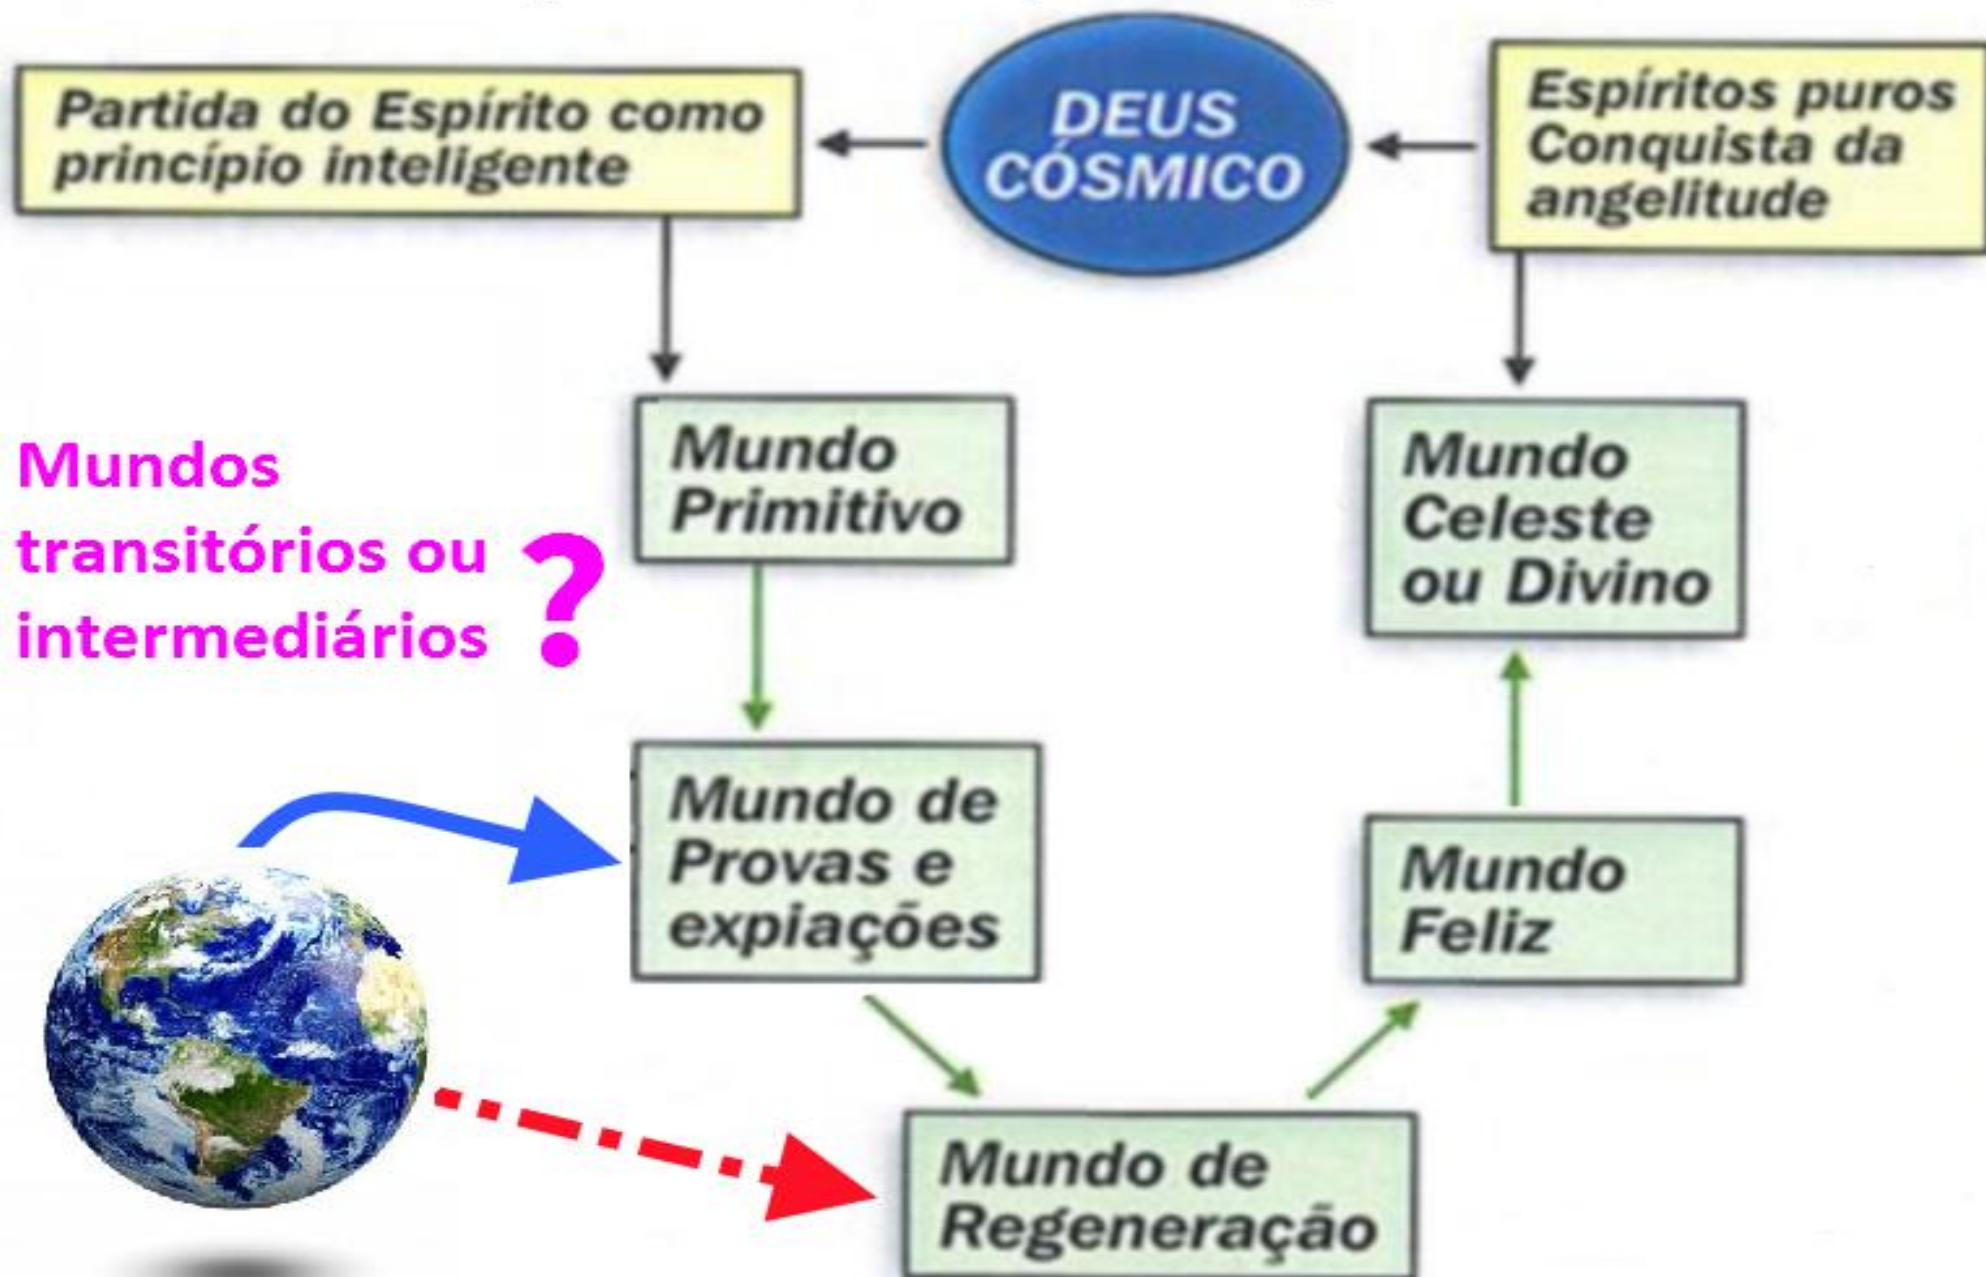 Partida do Espírito como
princípio inteligente
DEUS
CÓSMICO
Espíritos puros
Conquista da
angelitude
Mundos
transitórios ou
intermediários
?
Mundo
Primitivo
Mundo
Celeste
ou Divino
Mundo de
Provas e
expiações
Mundo
Feliz
Mundo de
Regeneração